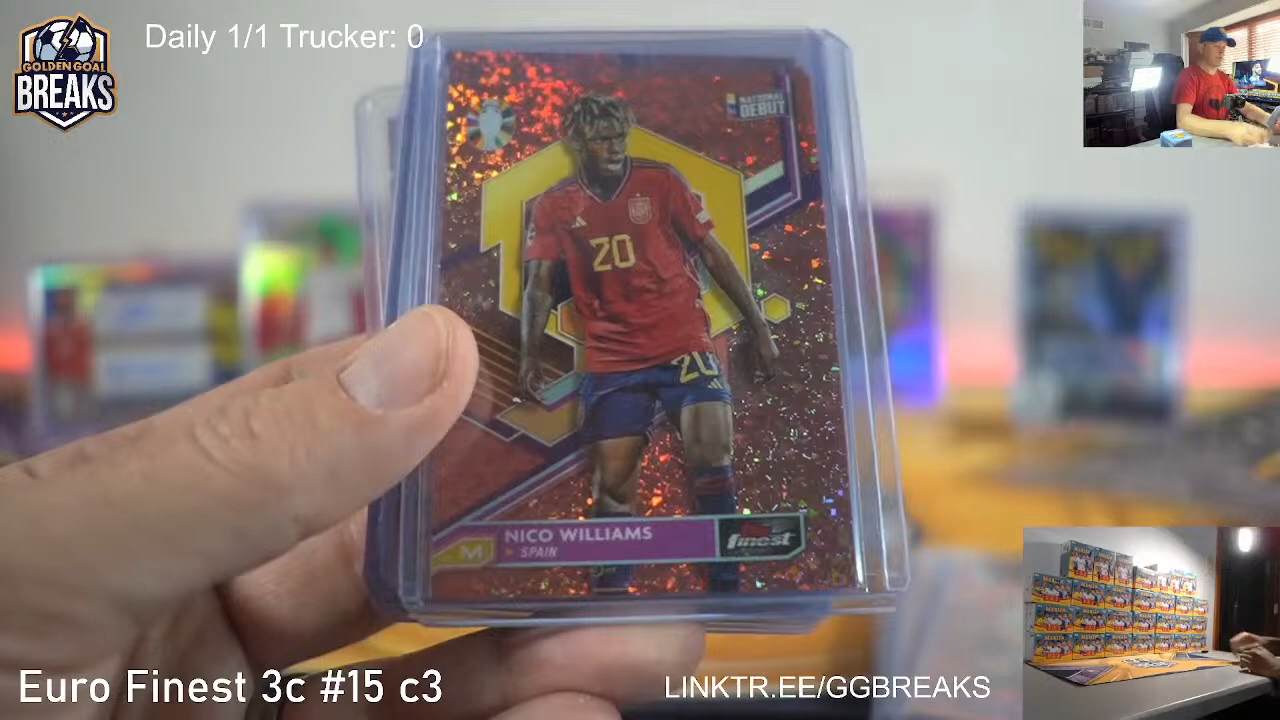 GOLDEN GOAL
BREAKS
Daily 1/1 Trucker: 0
NATIONAL
DEBUT
20
20
NICO WILLIAMS
SPAIN
M
finest
Euro Finest 3c #15 c3
LINKTR.EE/GGBREAKS